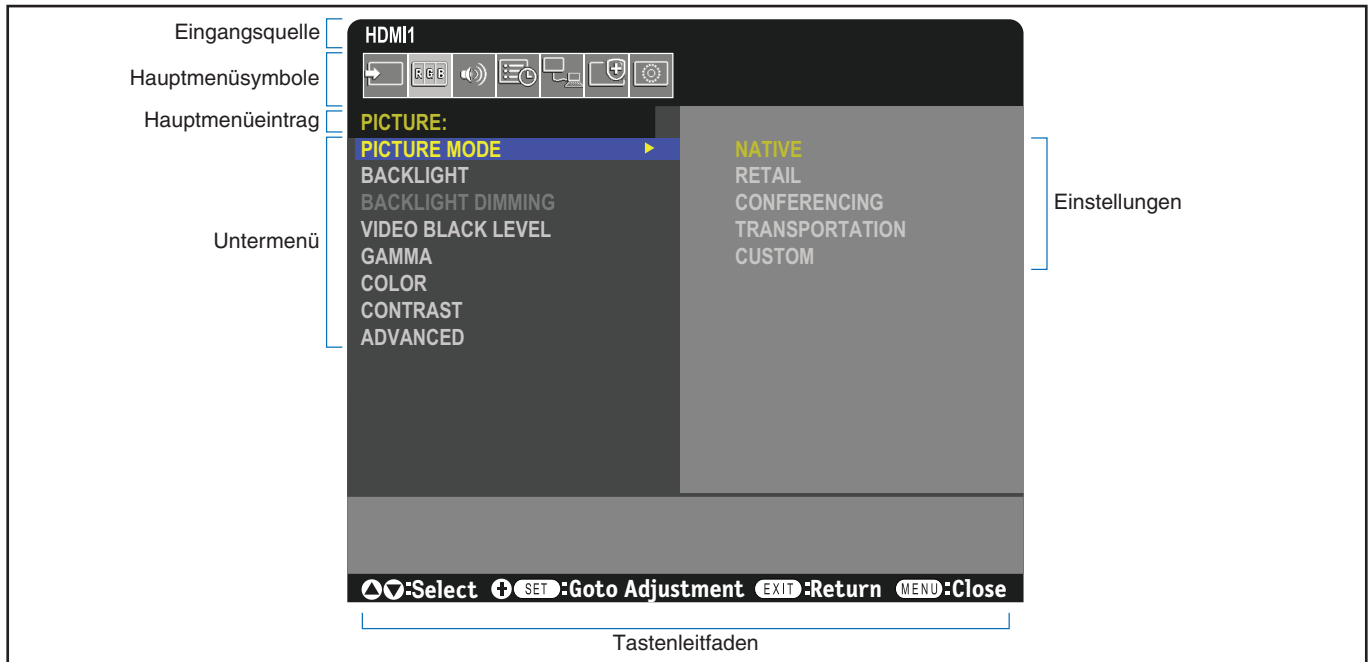 Eingangsquelle
HDMI1
Hauptmenüsymbole
RGB
Hauptmenüeintrag
PICTURE:
Untermenü
PICTURE MODE
BACKLIGHT
BACKLIGHT DIMMING
VIDEO BLACK LEVEL
GAMMA
COLOR
CONTRAST
ADVANCED
NATIVE
RETAIL
CONFERENCING
TRANSPORTATION
CUSTOM
Einstellungen
:Select SET:Goto Adjustment EXIT:Return MENU:Close
Tastenleitfaden